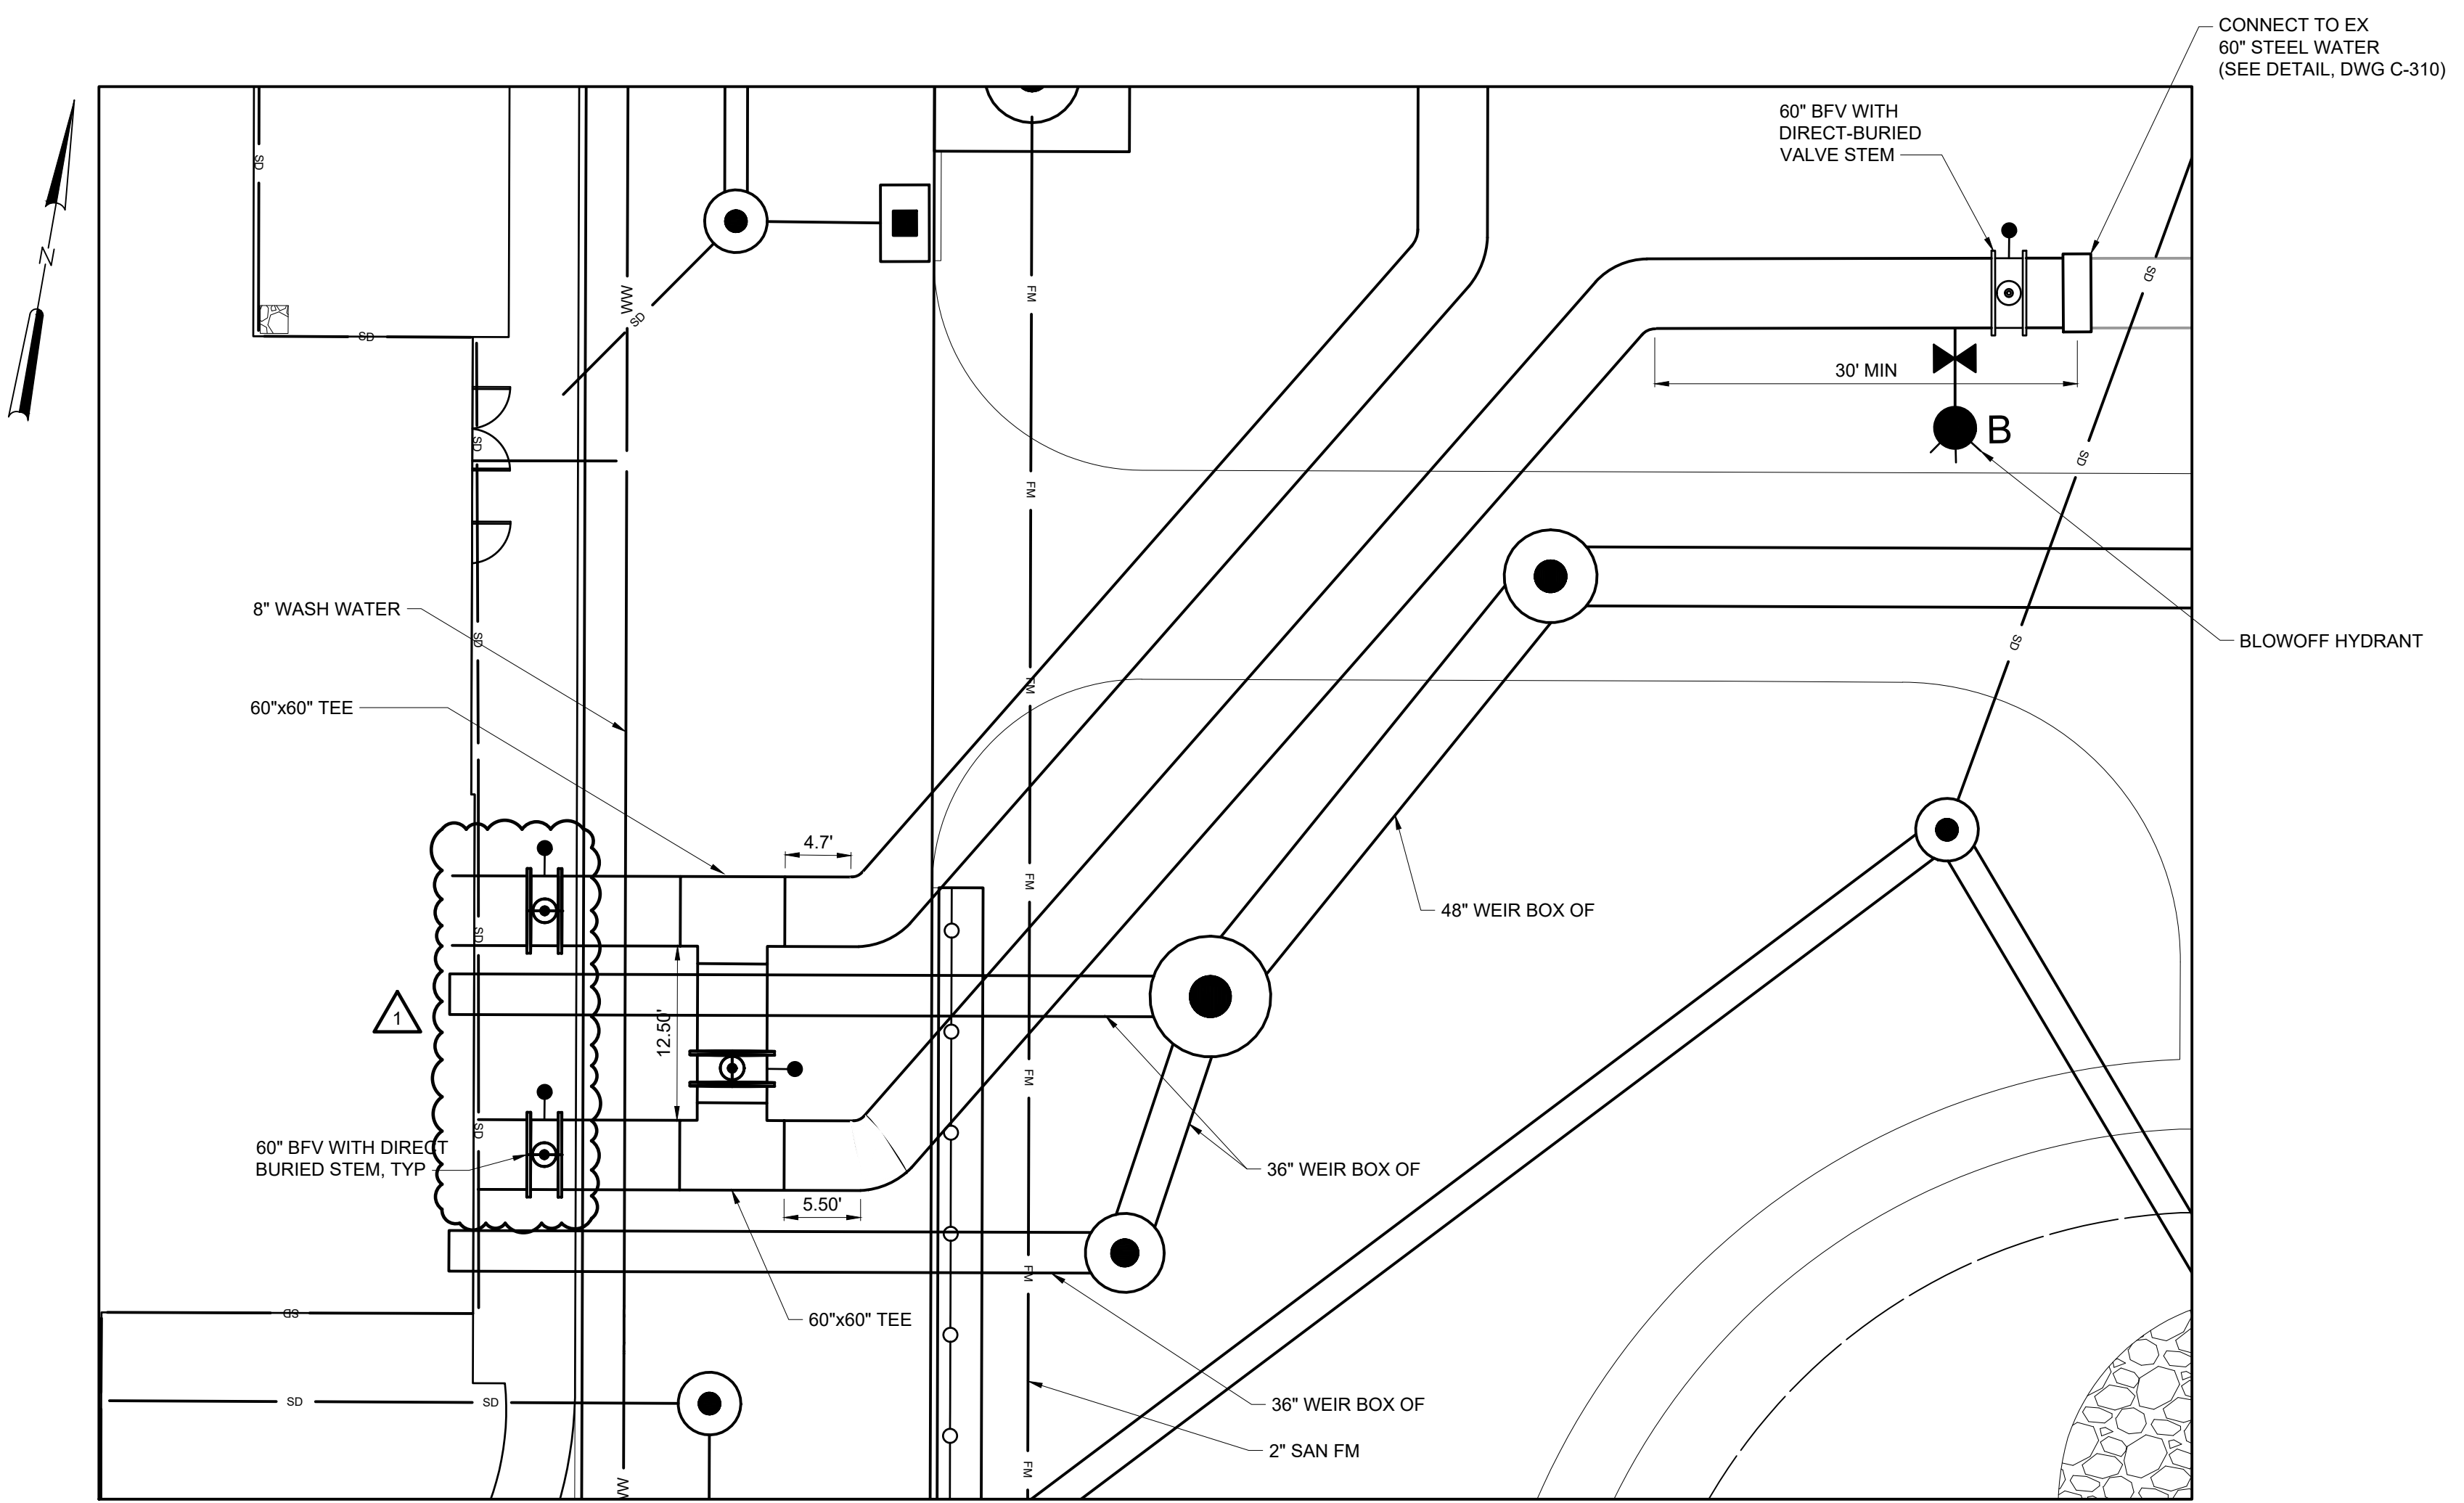 CONNECT TO EX
60" STEEL WATER
(SEE DETAIL, DWG C-310)
60" BFV WITH
DIRECT-BURIED
VALVE STEM
N
SD
WW
SD
FM
SD
SD
30' MIN
B
SD
FM
SD
8" WASH WATER
SD
SD
BLOWOFF HYDRANT
FM
60"x60" TEE
4.7'
FM
48" WEIR BOX OF
SD
1
12.50'
FM
SD
60" BFV WITH DIRECT
BURIED STEM, TYP
36" WEIR BOX OF
5.50'
FM
SD
60"x60" TEE
SD
SD
36" WEIR BOX OF
2" SAN FM
FM
WW